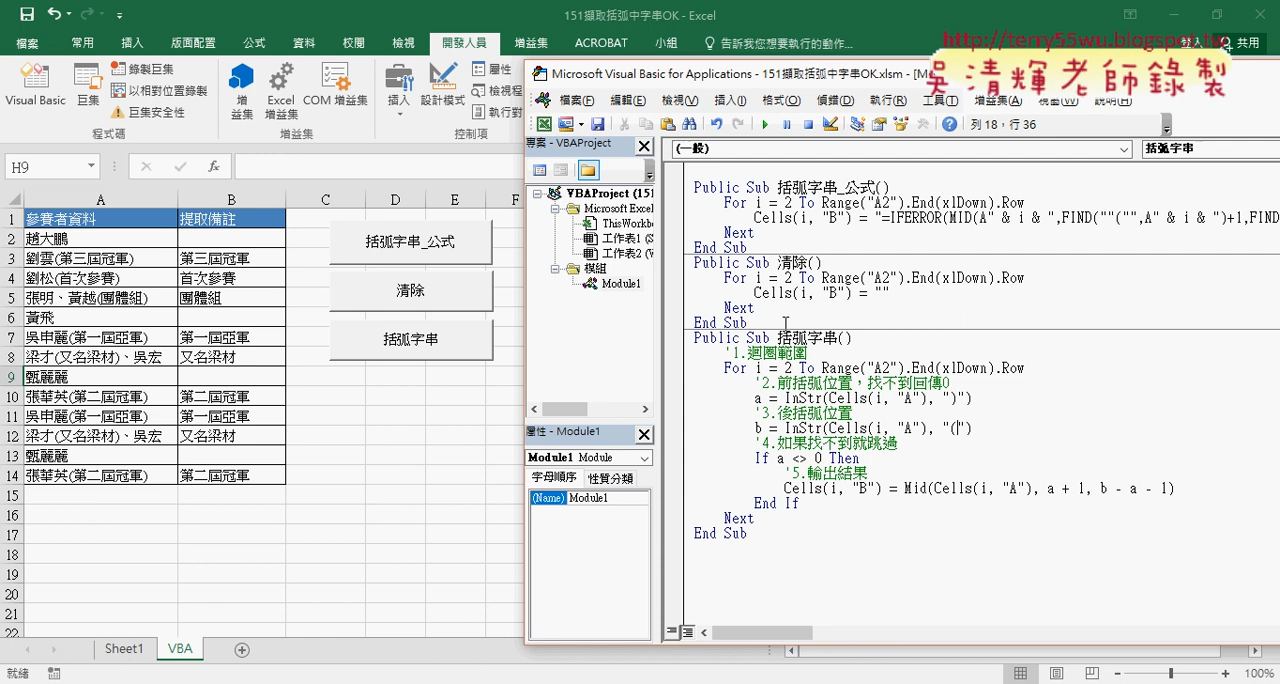 151擷取括弧中字串OK - Excel
檔案 常用 插入 版面配置 公式 資料 校閱 檢視 開發人員 增益集 ACROBAT 小組 告訴我您想要執行的動作... 登入 共用
http://terry55wu.blogspot.tw
吳清輝老師錄製
Visual Basic 巨集 錄製巨集 以相對位置錄製 巨集安全性 增益集 Excel 增益集 COM 增益集 插入 設計模式 屬性 檢視程 執行對
程式碼 增益集 控制項
H9
fx
A B C D E F
1 參賽者資料 提取備註
2 趙大鵬
3 劉雲(第三屆冠軍) 第三屆冠軍
4 劉松(首次參賽) 首次參賽
5 張明、黃越(團體組) 團體組
6 黃飛
7 吳申麗(第一屆亞軍) 第一屆亞軍
8 梁才(又名梁材)、吳宏 又名梁材
9 甄麗麗
10 張華英(第二屆冠軍) 第二屆冠軍
11 吳申麗(第一屆亞軍) 第一屆亞軍
12 梁才(又名梁材)、吳宏 又名梁材
13 甄麗麗
14 張華英(第二屆冠軍) 第二屆冠軍
15
16
17
18
19
20
21
22
括弧字串_公式
清除
括弧字串
Sheet1 VBA
就緒
100%
Microsoft Visual Basic for Applications - 151擷取括弧中字串OK.xlsm - [Mo
檔案(F) 編輯(E) 檢視(V) 插入(I) 格式(O) 偵錯(D) 執行(R) 工具(T) 增益集(A) 視窗(W) 說明(H)
列 18，行 36
專案 - VBAProject
VBAProject (151
Microsoft Excel
ThisWorkb
工作表1 (S
工作表2 (V
模組
Module1
屬性 - Module1
Module1 Module
字母順序 性質分類
(Name) Module1
(一般) 括弧字串
Public Sub 括弧字串_公式()
For i = 2 To Range("A2").End(xlDown).Row
Cells(i, "B") = "=IFERROR(MID(A" & i & ",FIND(""("",A" & i & ")+1,FIND
Next
End Sub
Public Sub 清除()
For i = 2 To Range("A2").End(xlDown).Row
Cells(i, "B") = ""
Next
End Sub
Public Sub 括弧字串()
'1.迴圈範圍
For i = 2 To Range("A2").End(xlDown).Row
'2.前括弧位置，找不到回傳0
a = InStr(Cells(i, "A"), ")")
'3.後括弧位置
b = InStr(Cells(i, "A"), "(")
'4.如果找不到就跳過
If a <> 0 Then
'5.輸出結果
Cells(i, "B") = Mid(Cells(i, "A"), a + 1, b - a - 1)
End If
Next
End Sub